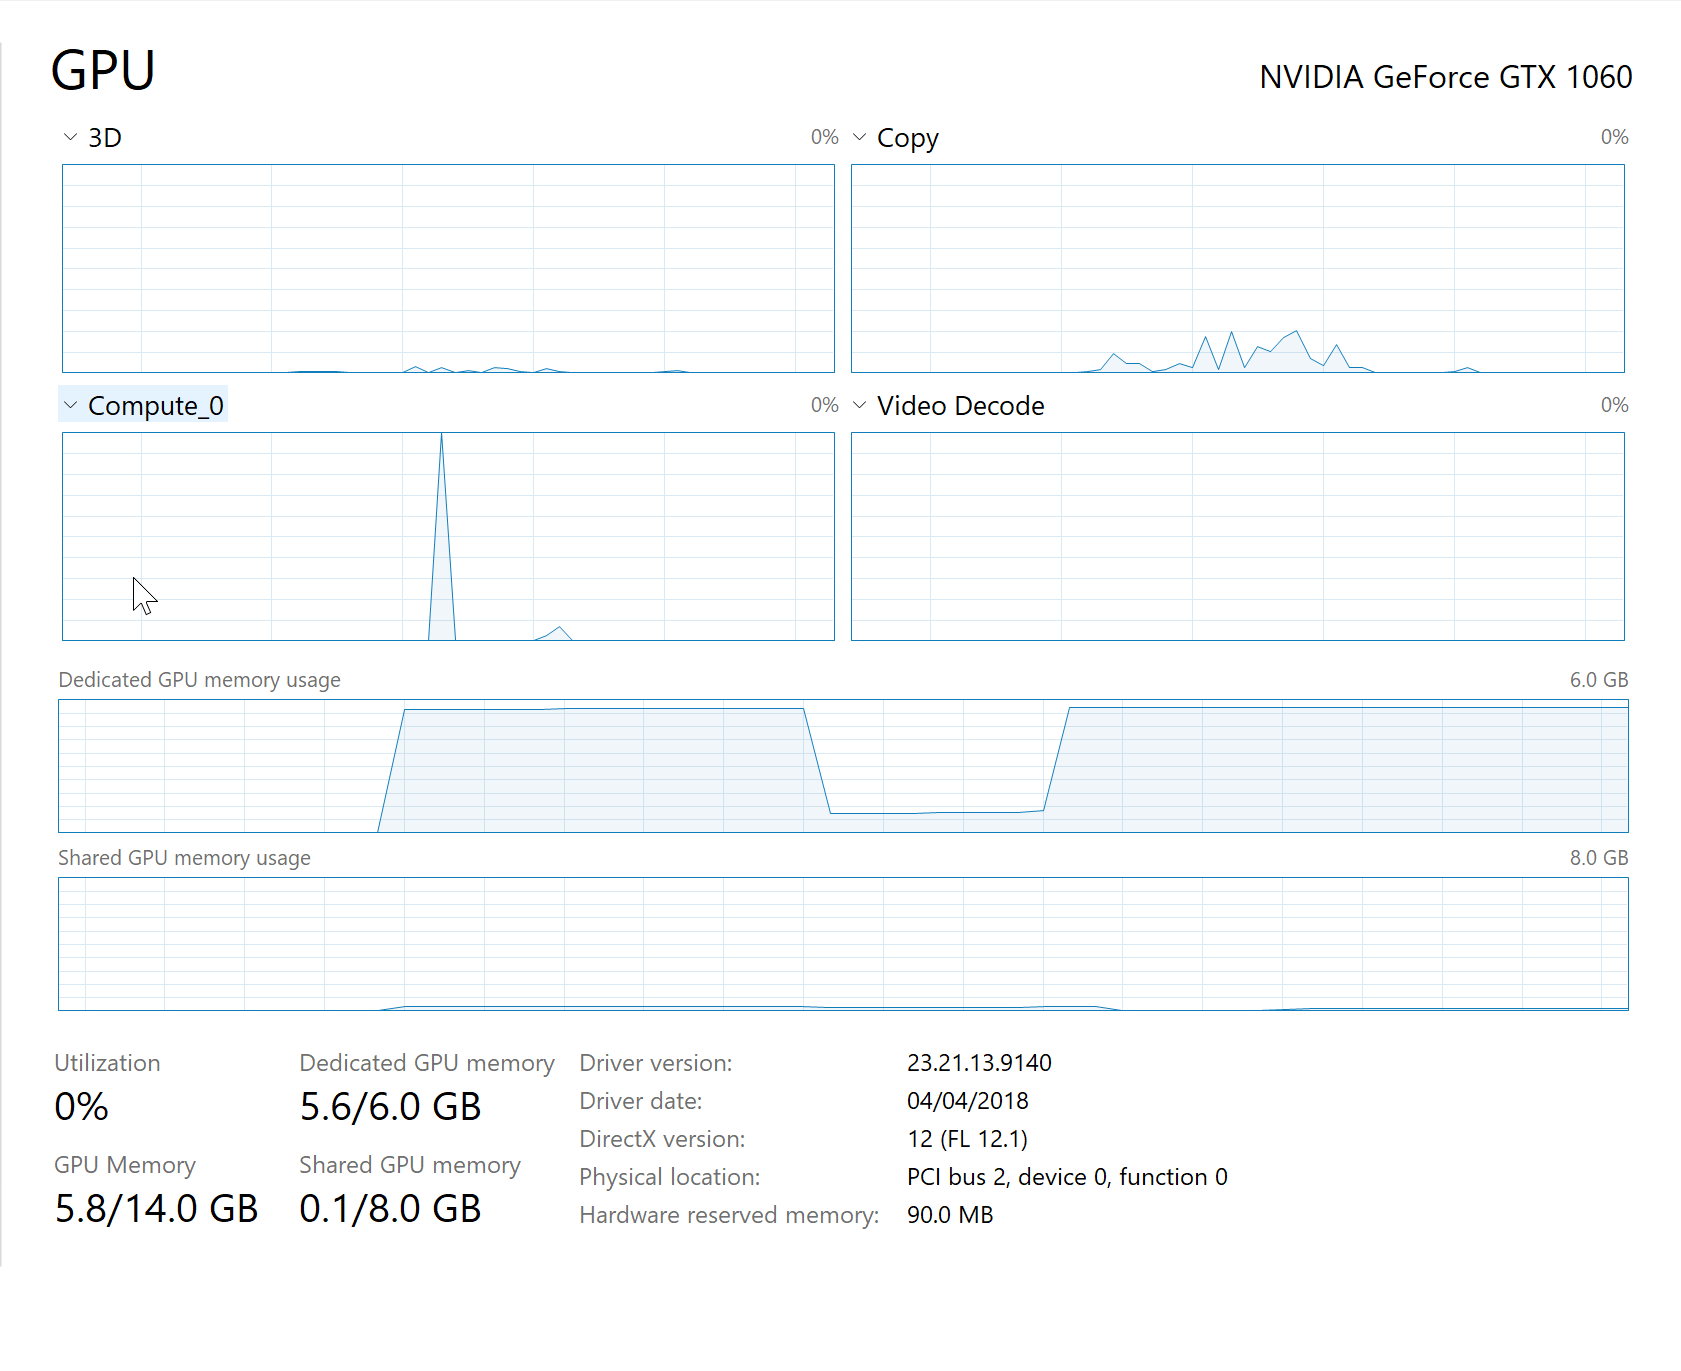 GPU
NVIDIA GeForce GTX 1060
3D 0%
Copy 0%
Compute_0 0%
Video Decode 0%
Dedicated GPU memory usage 6.0 GB
Shared GPU memory usage 8.0 GB
Utilization
0%
Dedicated GPU memory
5.6/6.0 GB
GPU Memory
5.8/14.0 GB
Shared GPU memory
0.1/8.0 GB
Driver version: 23.21.13.9140
Driver date: 04/04/2018
DirectX version: 12 (FL 12.1)
Physical location: PCI bus 2, device 0, function 0
Hardware reserved memory: 90.0 MB